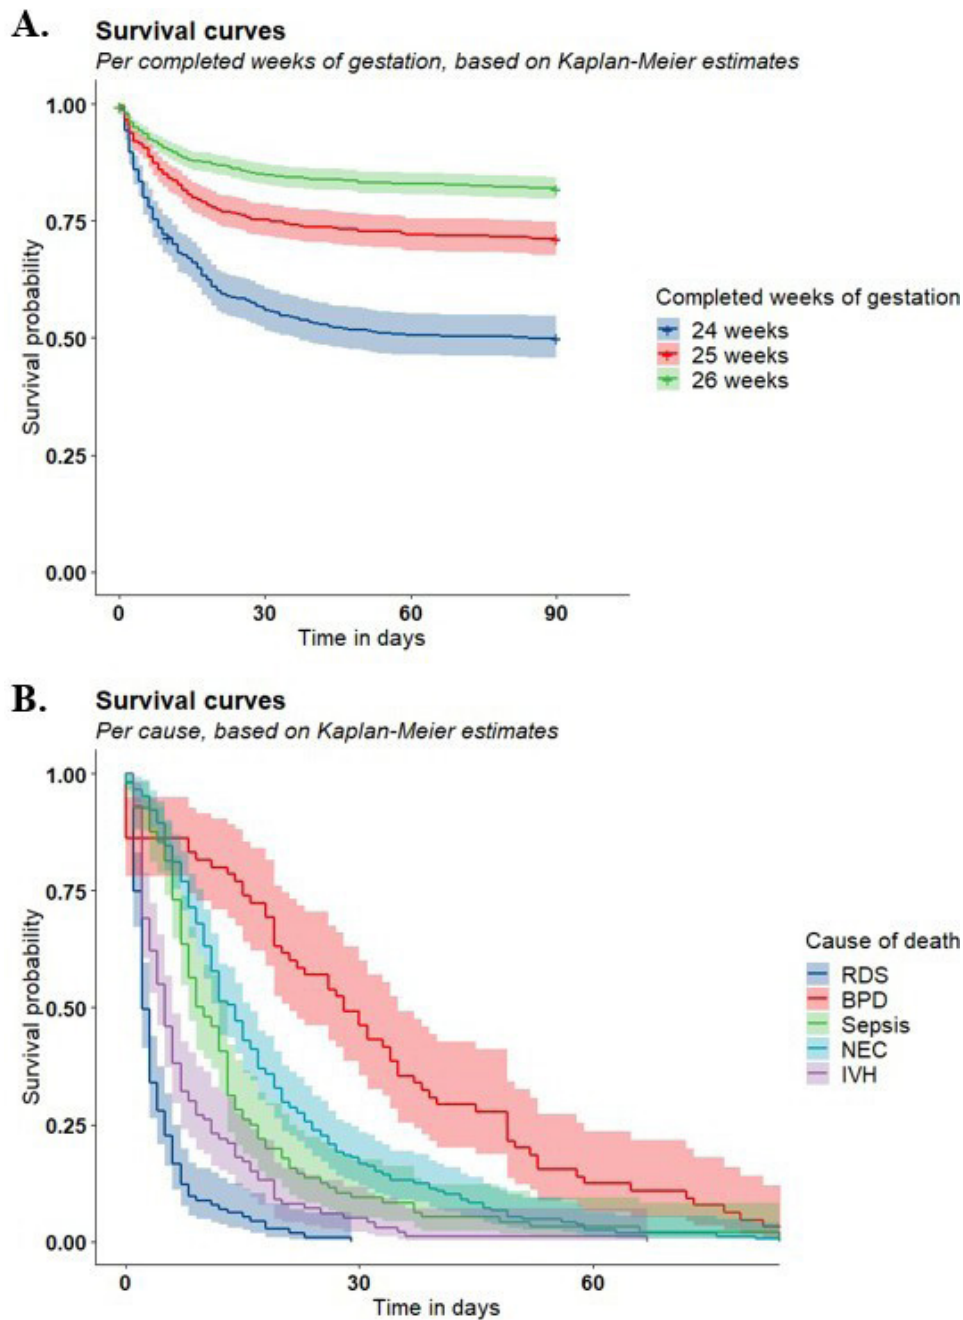 A.
Survival curves
Per completed weeks of gestation, based on Kaplan-Meier estimates
1.00
0.75
0.50
0.25
0.00
Survival probability
0 30 60 90
Time in days
Completed weeks of gestation
24 weeks
25 weeks
26 weeks
B.
Survival curves
Per cause, based on Kaplan-Meier estimates
1.00
0.75
0.50
0.25
0.00
Survival probability
0 30 60
Time in days
Cause of death
RDS
BPD
Sepsis
NEC
IVH